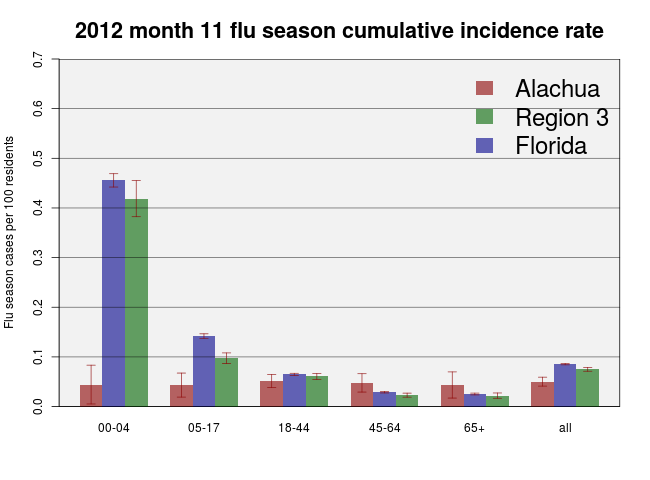 2012 month 11 flu season cumulative incidence rate
Flu season cases per 100 residents
0.7
0.6
0.5
0.4
0.3
0.2
0.1
0.0
Alachua
Region 3
Florida
00-04 05-17 18-44 45-64 65+ all